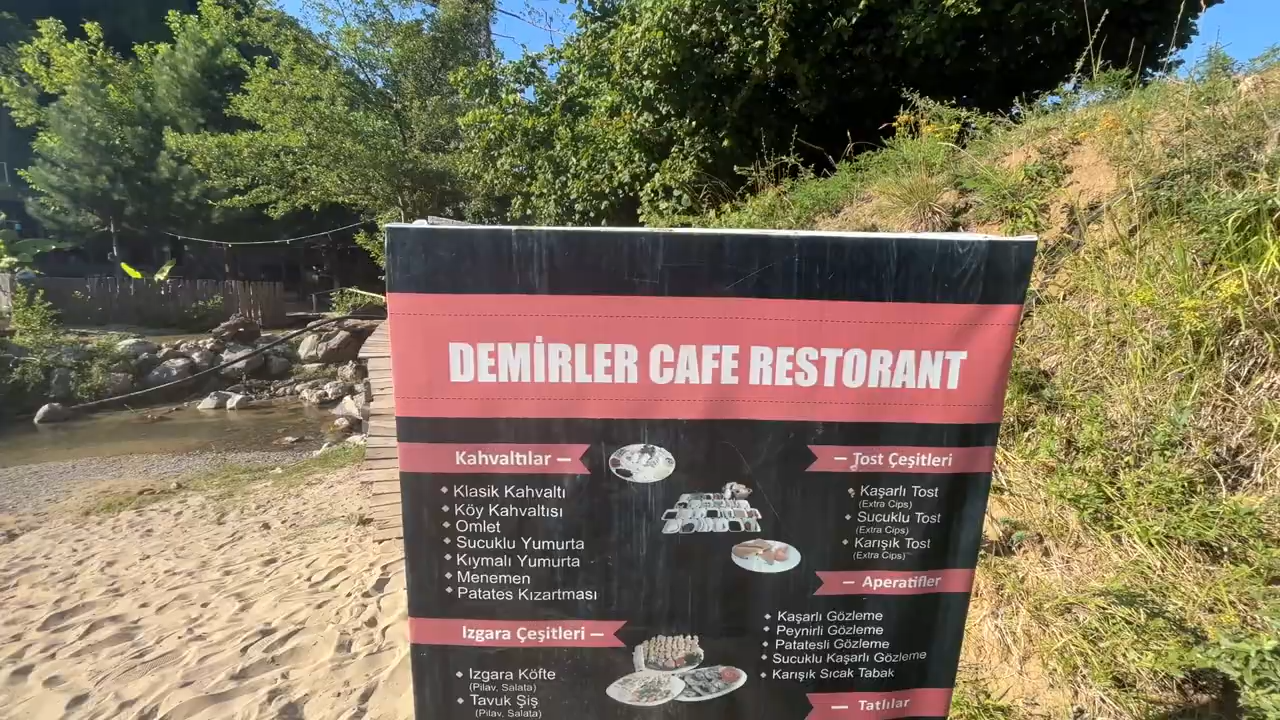 DEMİRLER CAFE RESTORANT
Kahvaltılar —
Klasik Kahvaltı
Köy Kahvaltısı
Omlet
Sucuklu Yumurta
Kıymalı Yumurta
Menemen
Patates Kızartması
Izgara Çeşitleri —
Izgara Köfte
(Pilav, Salata)
Tavuk Şiş
(Pilav, Salata)
— Tost Çeşitleri
Kaşarlı Tost
(Extra Cips)
Sucuklu Tost
(Extra Cips)
Karışık Tost
(Extra Cips)
— Aperatifler
Kaşarlı Gözleme
Peynirli Gözleme
Patatesli Gözleme
Sucuklu Kaşarlı Gözleme
Karışık Sıcak Tabak
— Tatlılar